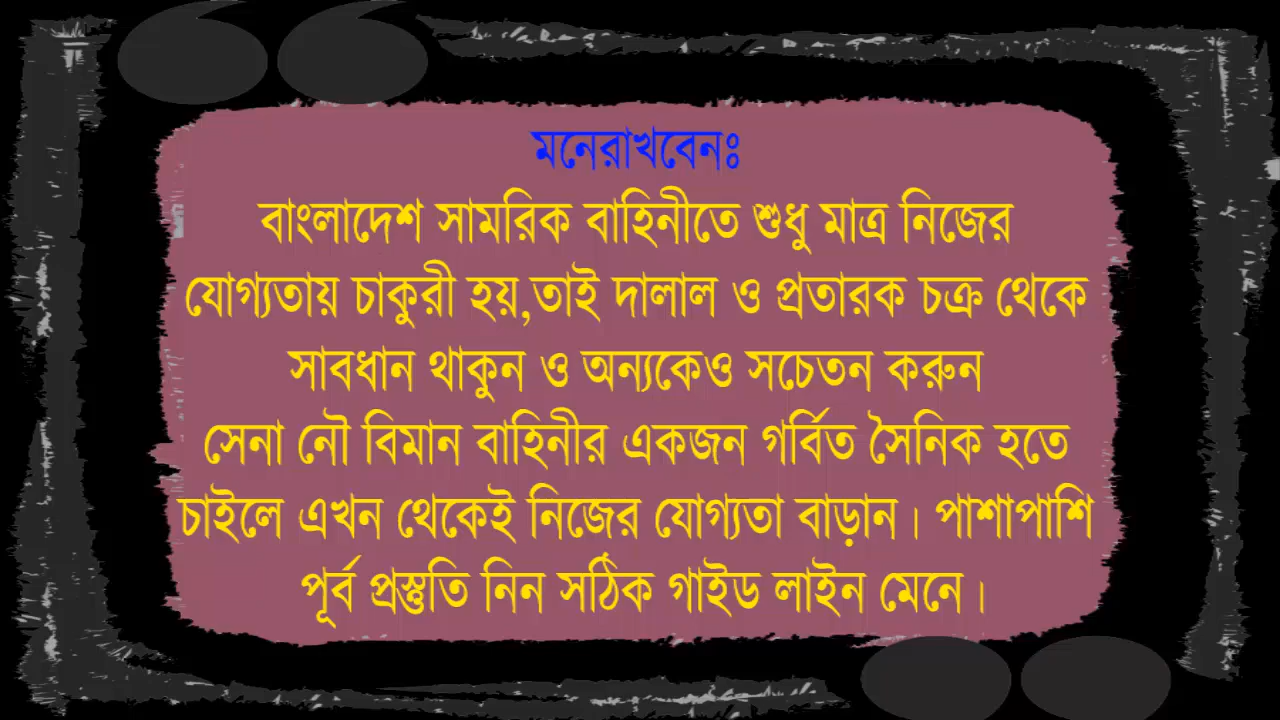 মনেরাখবেনঃ
বাংলাদেশ সামরিক বাহিনীতে শুধু মাত্র নিজের
যোগ্যতায় চাকুরী হয়,তাই দালাল ও প্রতারক চক্র থেকে
সাবধান থাকুন ও অন্যকেও সচেতন করুন
সেনা নৌ বিমান বাহিনীর একজন গর্বিত সৈনিক হতে
চাইলে এখন থেকেই নিজের যোগ্যতা বাড়ান। পাশাপাশি
পূর্ব প্রস্তুতি নিন সঠিক গাইড লাইন মেনে।